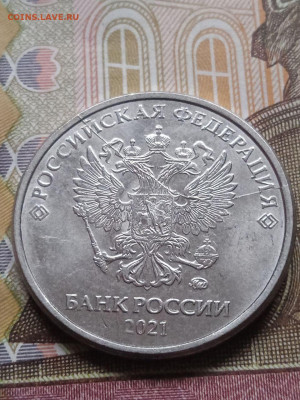 COINS.LAVE.RU
РОССИЙСКАЯ ФЕДЕРАЦИЯ
БАНК РОССИИ
2021